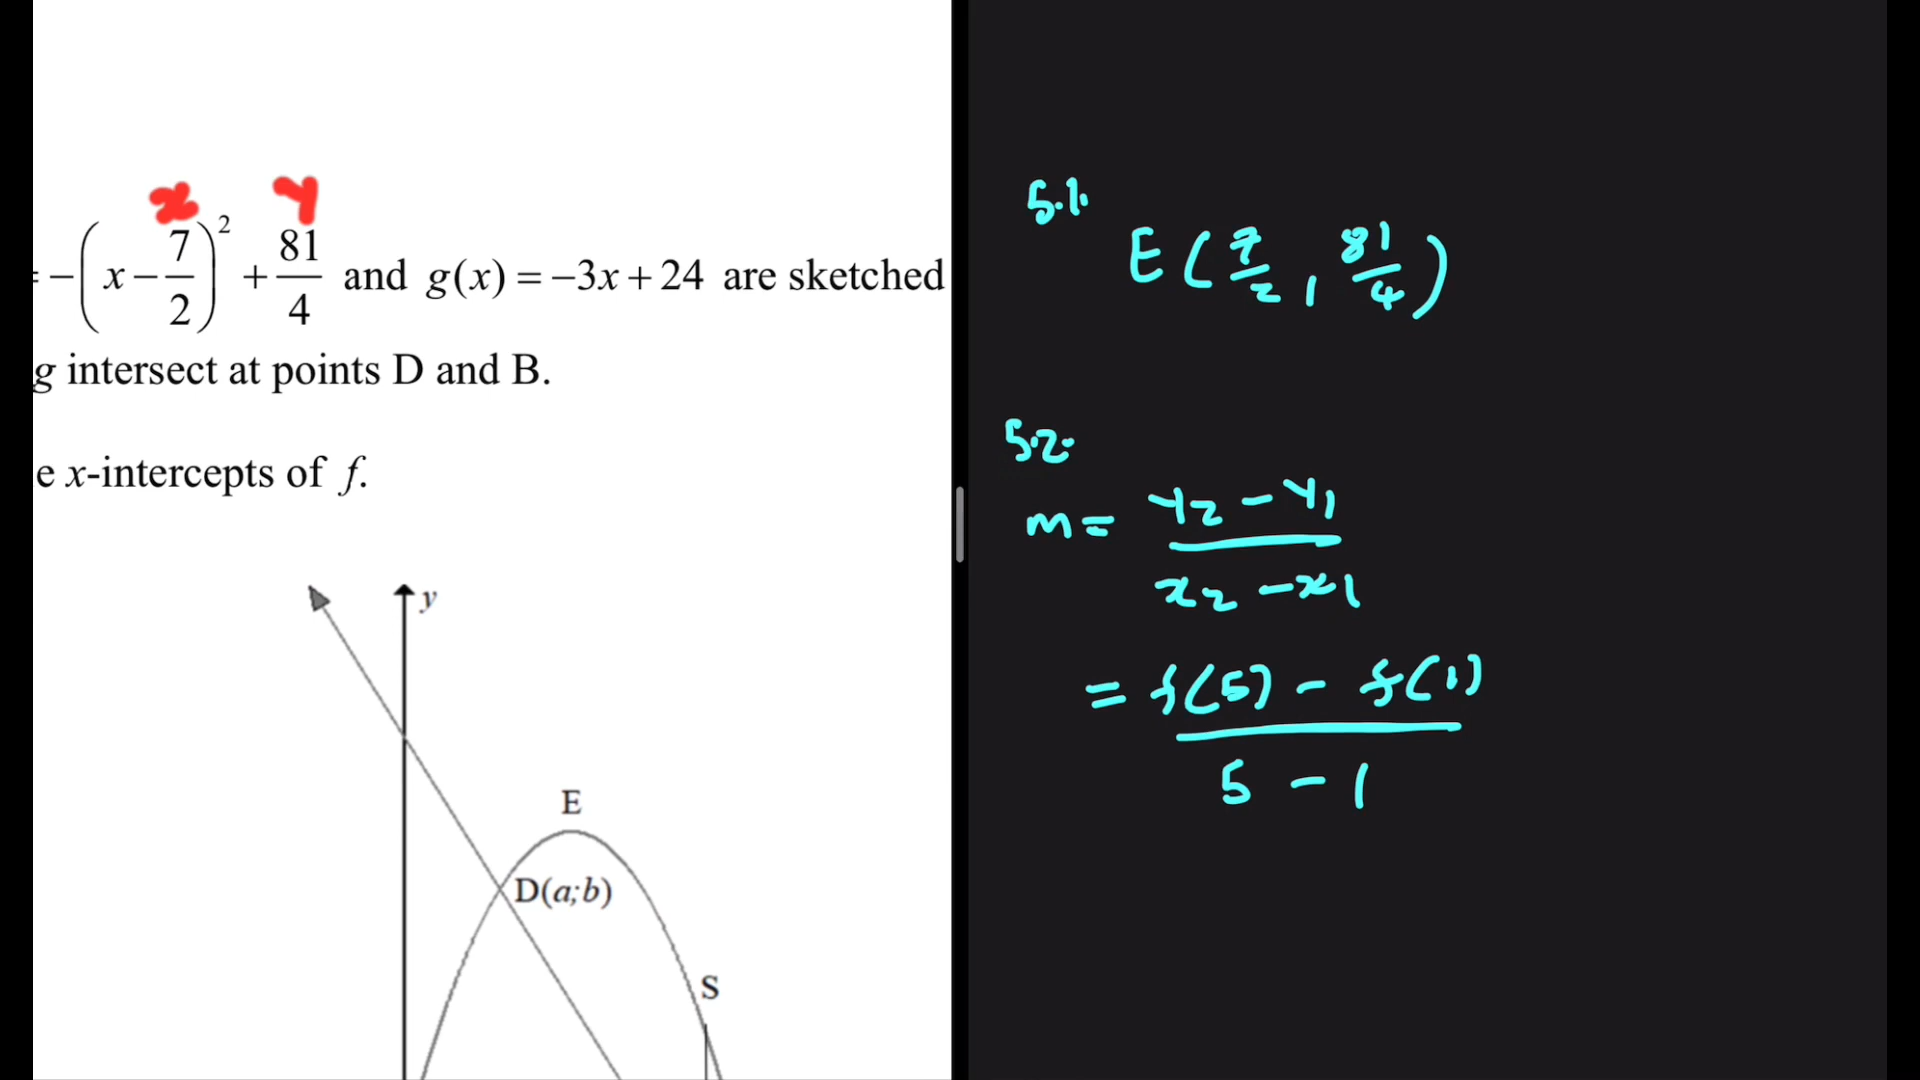 x y
= −(x − 7/2)² + 81/4 and g(x) = −3x + 24 are sketched
g intersect at points D and B.
e x-intercepts of f.
y
E
D(a;b)
S
5.1.
E(7/2, 81/4)
5.2.
m = y2 − y1 / x2 − x1
= f(5) − f(1) / 5 − 1